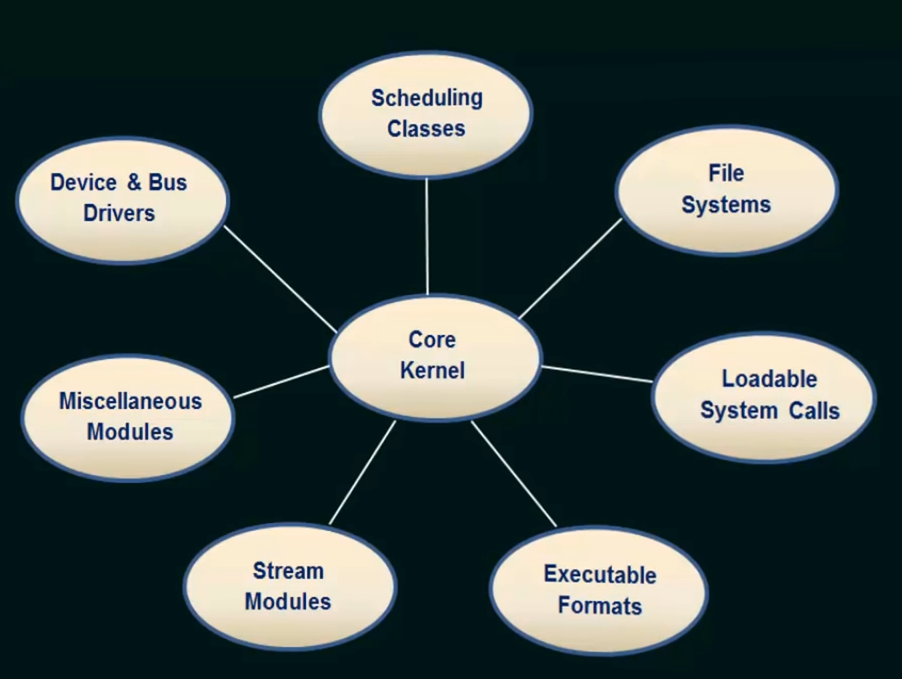 Scheduling
Classes
Device & Bus
Drivers
File
Systems
Core
Kernel
Miscellaneous
Modules
Loadable
System Calls
Stream
Modules
Executable
Formats